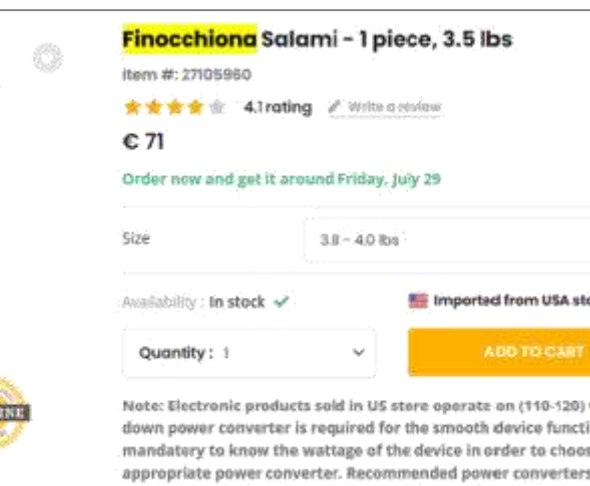 Finocchiona Salami - 1 piece, 3.5 lbs
Item #: 27105960
4.1 rating Write a review
€ 71
Order now and get it around Friday, July 29
Size 3.8 - 4.0 lbs
Availability : In stock Imported from USA sto
Quantity : 1 ADD TO CART
Note: Electronic products sold in US store operate on (110-120)
down power converter is required for the smooth device functi
mandatory to know the wattage of the device in order to choos
appropriate power converter. Recommended power converters